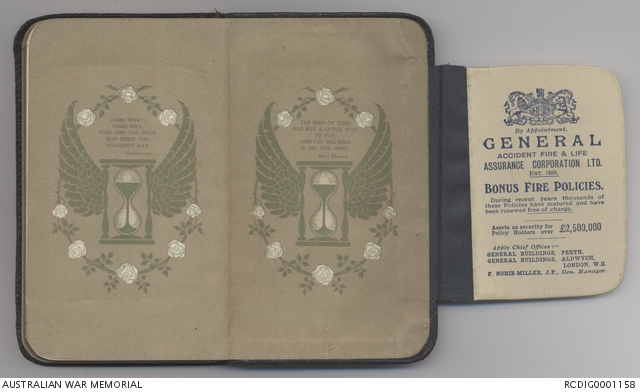 COME WHAT,
COME MAY,
TIME AND THE HOUR
RUN THRO' THE
ROUGHEST DAY.
Shakespeare.
THE BIRD OF TIME
HAS BUT A LITTLE WAY
TO FLY,
AND LO! THE BIRD
IS ON THE WING.
Omar Khayyam.
By Appointment.
GENERAL
ACCIDENT FIRE & LIFE
ASSURANCE CORPORATION LTD.
EST. 1885.
BONUS FIRE POLICIES.
During recent years thousands of
these Policies have matured and have
been renewed free of charge.
Assets as security for
Policy Holders over £2,500,000
Apply Chief Offices:—
GENERAL BUILDINGS, PERTH.
GENERAL BUILDINGS, ALDWYCH,
LONDON, W.C.
F. NORIE-MILLER, J.P., Gen. Manager.
AUSTRALIAN WAR MEMORIAL
RCDIG0001158